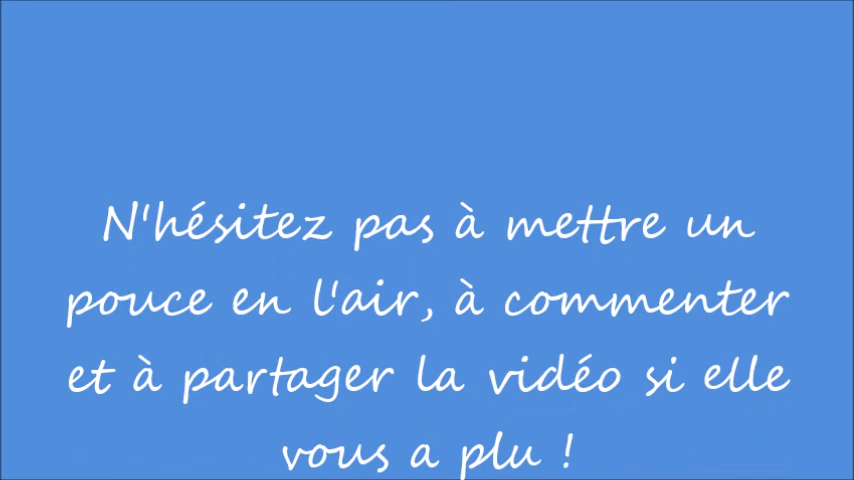 N'hésitez pas à mettre un
pouce en l'air, à commenter
et à partager la vidéo si elle
vous a plu !